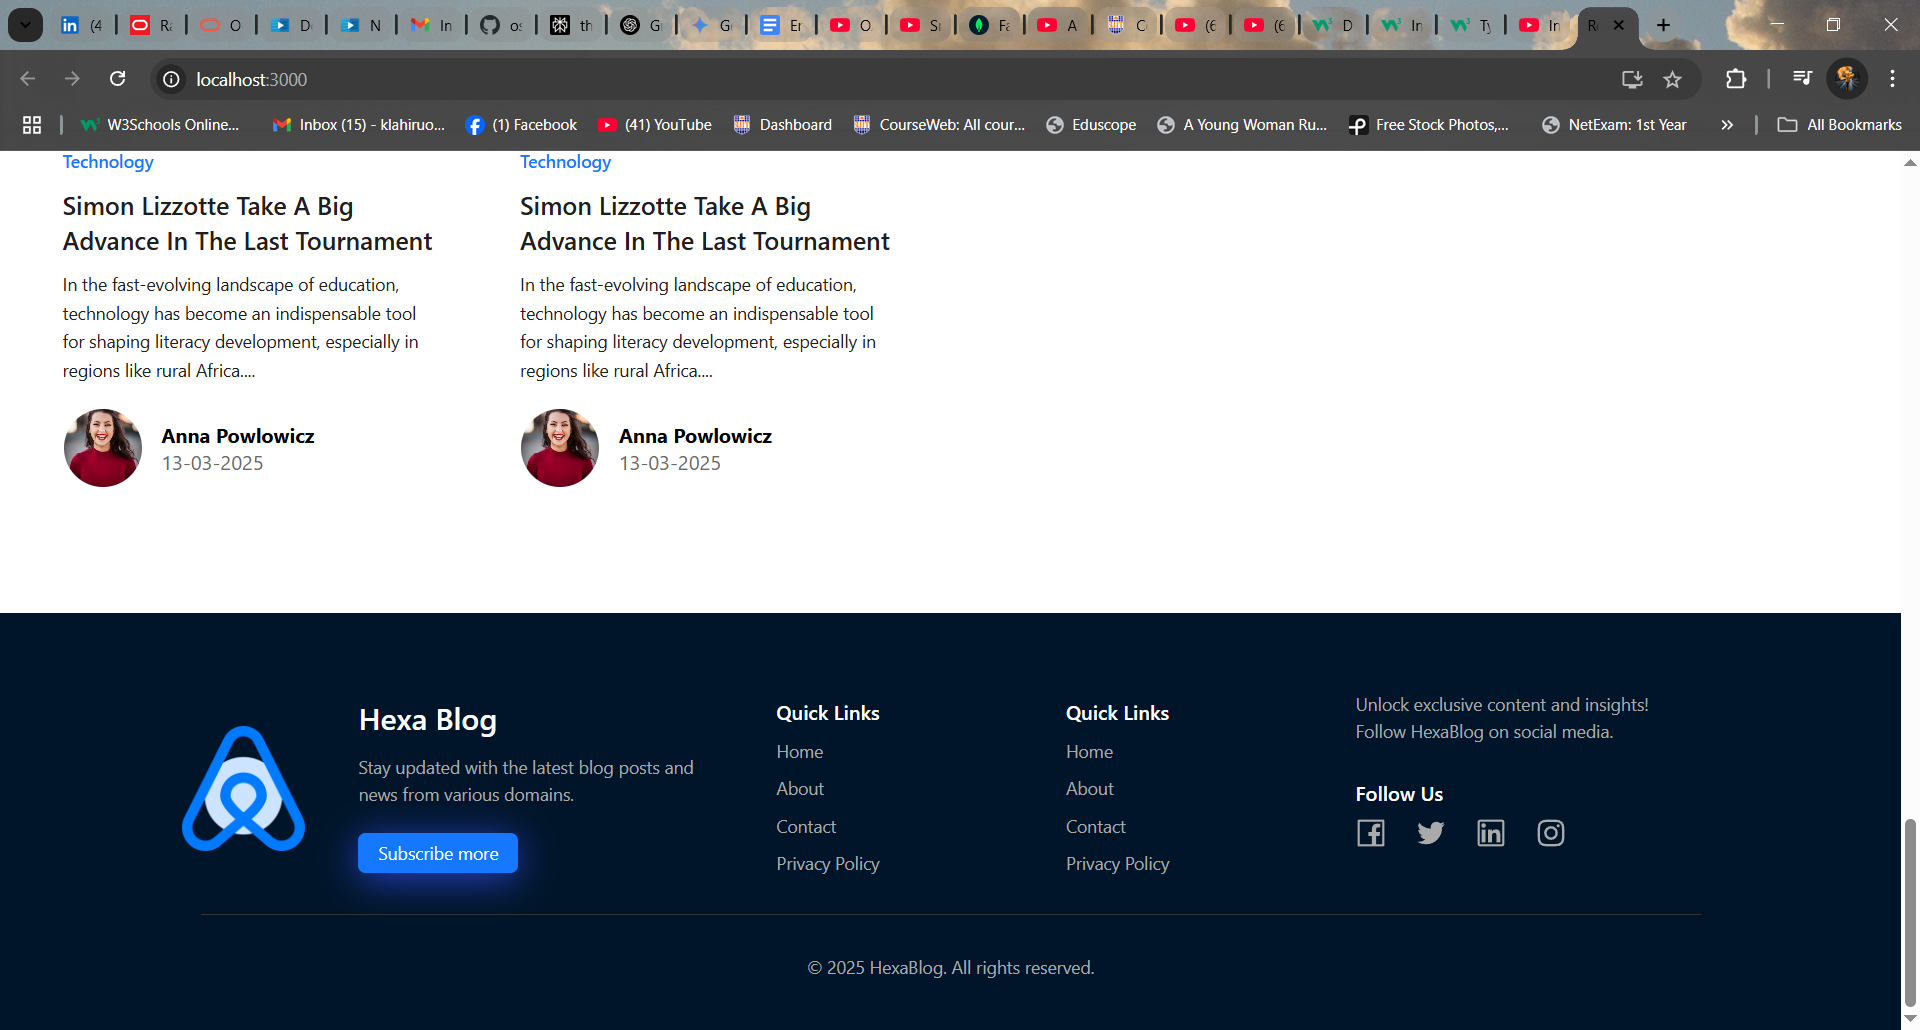 (4
Ra
O
D
N
In
os
th
G
G
En
O
Si
Fa
A
C
(6
(6
D
In
Ty
In
Re
localhost:3000
W3Schools Online...
Inbox (15) - klahiruo...
(1) Facebook
(41) YouTube
Dashboard
CourseWeb: All cour...
Eduscope
A Young Woman Ru...
Free Stock Photos,...
NetExam: 1st Year
All Bookmarks
Technology
Simon Lizzotte Take A Big
Advance In The Last Tournament
In the fast-evolving landscape of education,
technology has become an indispensable tool
for shaping literacy development, especially in
regions like rural Africa....
Anna Powlowicz
13-03-2025
Technology
Simon Lizzotte Take A Big
Advance In The Last Tournament
In the fast-evolving landscape of education,
technology has become an indispensable tool
for shaping literacy development, especially in
regions like rural Africa....
Anna Powlowicz
13-03-2025
Hexa Blog
Stay updated with the latest blog posts and
news from various domains.
Subscribe more
Quick Links
Home
About
Contact
Privacy Policy
Quick Links
Home
About
Contact
Privacy Policy
Unlock exclusive content and insights!
Follow HexaBlog on social media.
Follow Us
© 2025 HexaBlog. All rights reserved.